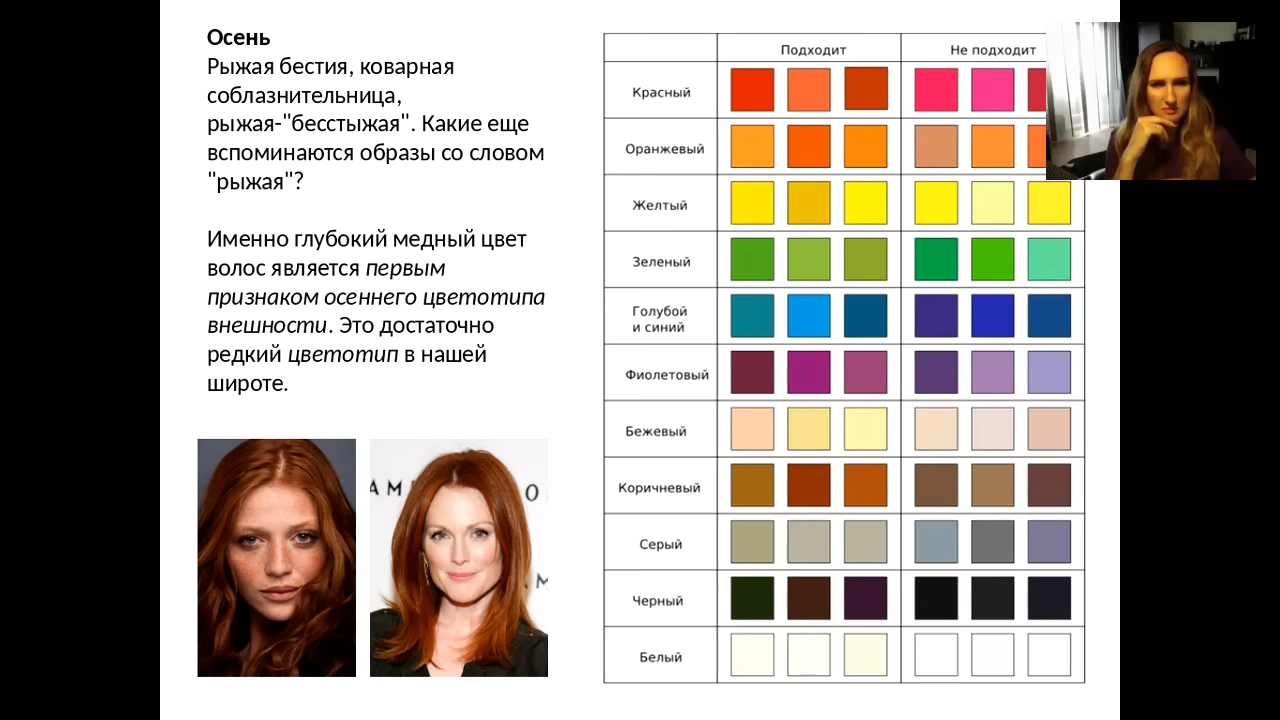 Осень
Рыжая бестия, коварная
соблазнительница,
рыжая-"бесстыжая". Какие еще
вспоминаются образы со словом
"рыжая"?
Именно глубокий медный цвет
волос является первым
признаком осеннего цветотипа
внешности. Это достаточно
редкий цветотип в нашей
широте.
Подходит
Не подходит
Красный
Оранжевый
Желтый
Зеленый
Голубой
и синий
Фиолетовый
Бежевый
Коричневый
Серый
Черный
Белый